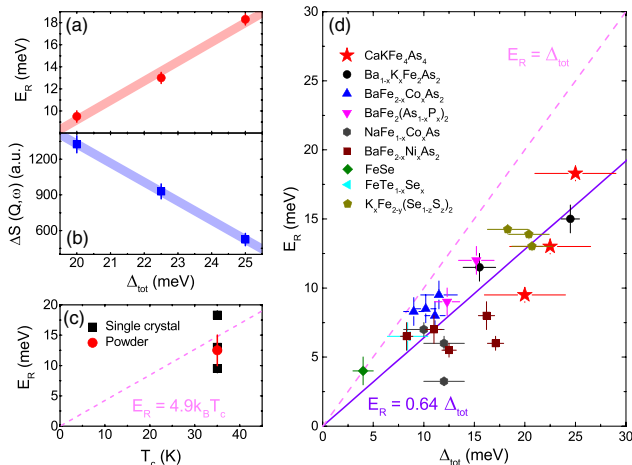 (a)
18
16
14
12
10
E_R (meV)
(b)
1200
900
600
ΔS (Q,ω) (a.u.)
20 21 22 23 24 25
Δ_tot (meV)
(c)
20
15
10
5
0
E_R (meV)
Single crystal
Powder
E_R = 4.9k_BT_c
0 10 20 30 40
T_c (K)
(d)
30
25
20
15
10
5
0
E_R (meV)
E_R = Δ_tot
CaKFe₄As₄
Ba₁₋ₓKₓFe₂As₂
BaFe₂₋ₓCoₓAs₂
BaFe₂(As₁₋ₓPₓ)₂
NaFe₁₋ₓCoₓAs
BaFe₂₋ₓNiₓAs₂
FeSe
FeTe₁₋ₓSeₓ
KₓFe₂₋y(Se₁₋zSz)₂
E_R = 0.64 Δ_tot
0 5 10 15 20 25 30
Δ_tot (meV)